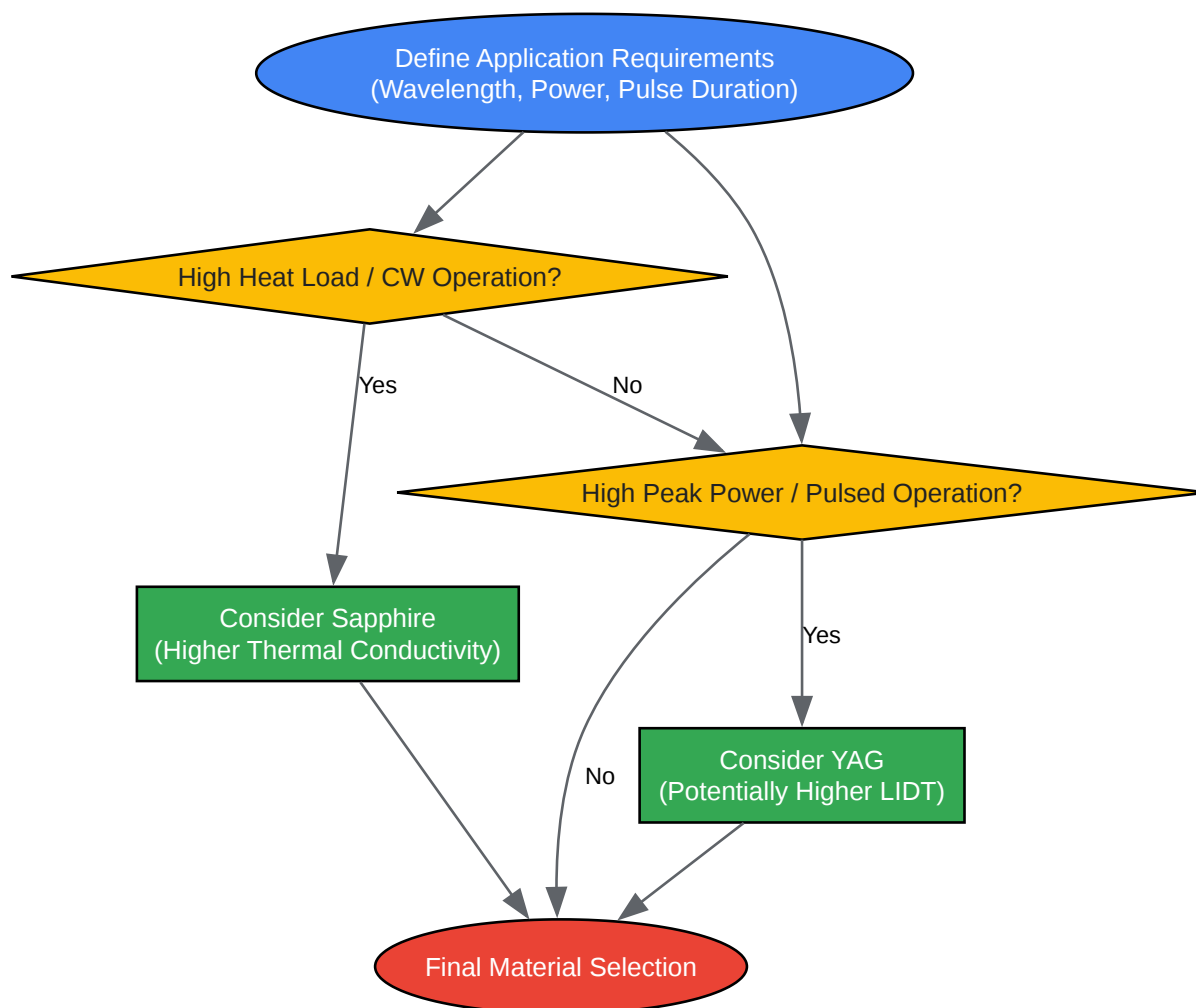 Define Application Requirements
(Wavelength, Power, Pulse Duration)
High Heat Load / CW Operation?
Yes
No
High Peak Power / Pulsed Operation?
Consider Sapphire
(Higher Thermal Conductivity)
Yes
Consider YAG
(Potentially Higher LIDT)
No
Final Material Selection